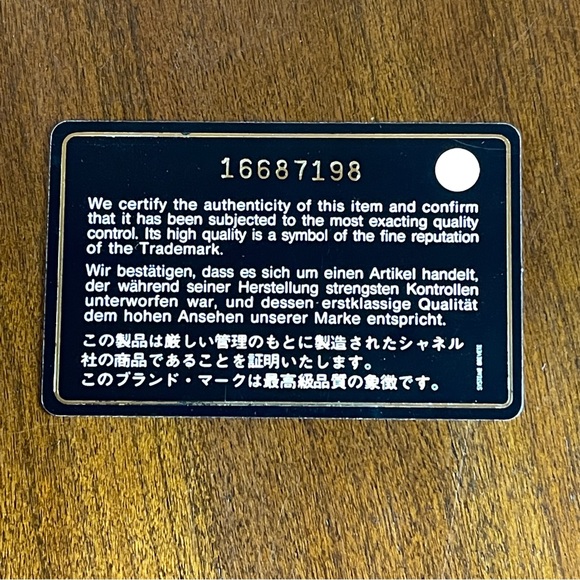 16687198
We certify the authenticity of this item and confirm
that it has been subjected to the most exacting quality
control. Its high quality is a symbol of the fine reputation
of the Trademark.
Wir bestätigen, dass es sich um einen Artikel handelt,
der während seiner Herstellung strengsten Kontrollen
unterworfen war, und dessen erstklassige Qualität
dem hohen Ansehen unserer Marke entspricht.
この製品は厳しい管理のもとに製造されたシャネル
社の商品であることを証明いたします。
このブランド・マークは最高級品質の象徴です。